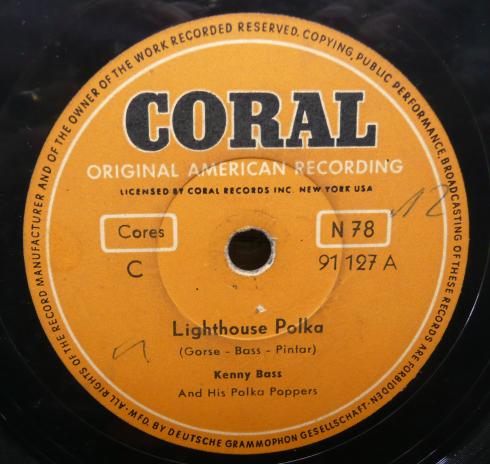 ALL RIGHTS OF THE RECORD MANUFACTURER AND OF THE OWNER OF THE WORK RECORDED RESERVED. COPYING, PUBLIC PERFORMANCE, BROADCASTING OF THESE RECORDS ARE FORBIDDEN
CORAL
ORIGINAL AMERICAN RECORDING
LICENSED BY CORAL RECORDS INC. NEW YORK USA
Cores
N 78
C
91 127 A
12
Lighthouse Polka
(Gorse - Bass - Pintar)
Kenny Bass
And His Polka Poppers
MFG. BY DEUTSCHE GRAMMOPHON GESELLSCHAFT